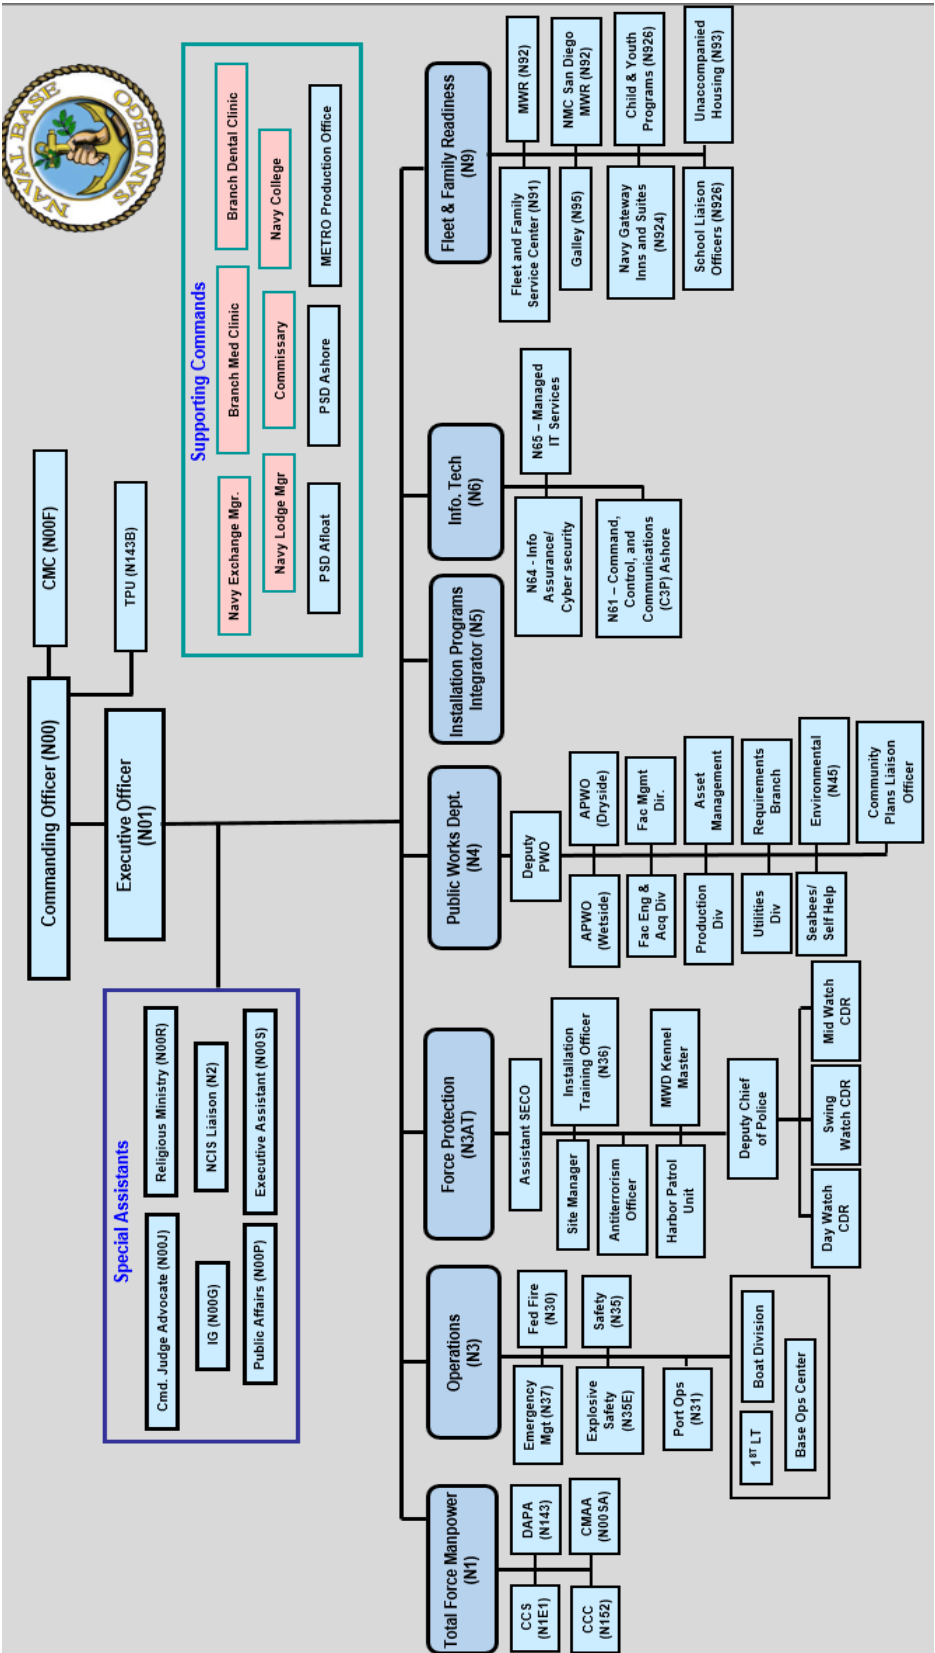 NAVAL BASE
SAN DIEGO
Commanding Officer (N00)
CMC (N00F)
TPU (N143B)
Executive Officer
(N01)
Special Assistants
Cmd. Judge Advocate (N00J)
Religious Ministry (N00R)
IG (N00G)
NCIS Liaison (N2)
Public Affairs (N00P)
Executive Assistant (N00S)
Supporting Commands
Navy Exchange Mgr.
Branch Med Clinic
Branch Dental Clinic
Navy Lodge Mgr
Commissary
Navy College
PSD Afloat
PSD Ashore
METRO Production Office
Total Force Manpower
(N1)
CCS
(N1E1)
DAPA
(N143)
CCC
(N152)
CMAA
(N00SA)
Operations
(N3)
Emergency
Mgt (N37)
Fed Fire
(N30)
Explosive
Safety
(N35E)
Safety
(N35)
Port Ops
(N31)
1ST LT
Boat Division
Base Ops Center
Force Protection
(N3AT)
Assistant SECO
Site Manager
Installation
Training Officer
(N36)
Antiterrorism
Officer
Harbor Patrol
Unit
MWD Kennel
Master
Deputy Chief
of Police
Day Watch
CDR
Swing
Watch CDR
Mid Watch
CDR
Public Works Dept.
(N4)
Deputy
PWO
APWO
(Wetside)
APWO
(Dryside)
Fac Eng &
Acq Div
Fac Mgmt
Dir.
Production
Div
Asset
Management
Utilities
Div
Requirements
Branch
Seabees/
Self Help
Environmental
(N45)
Community
Plans Liaison
Officer
Installation Programs
Integrator (N5)
Info. Tech
(N6)
N64 - Info
Assurance/
Cyber security
N65 – Managed
IT Services
N61 – Command,
Control, and
Communications
(C3P) Ashore
Fleet & Family Readiness
(N9)
Fleet and Family
Service Center (N91)
MWR (N92)
Galley (N95)
NMC San Diego
MWR (N92)
Navy Gateway
Inns and Suites
(N924)
Child & Youth
Programs (N926)
School Liaison
Officers (N926)
Unaccompanied
Housing (N93)